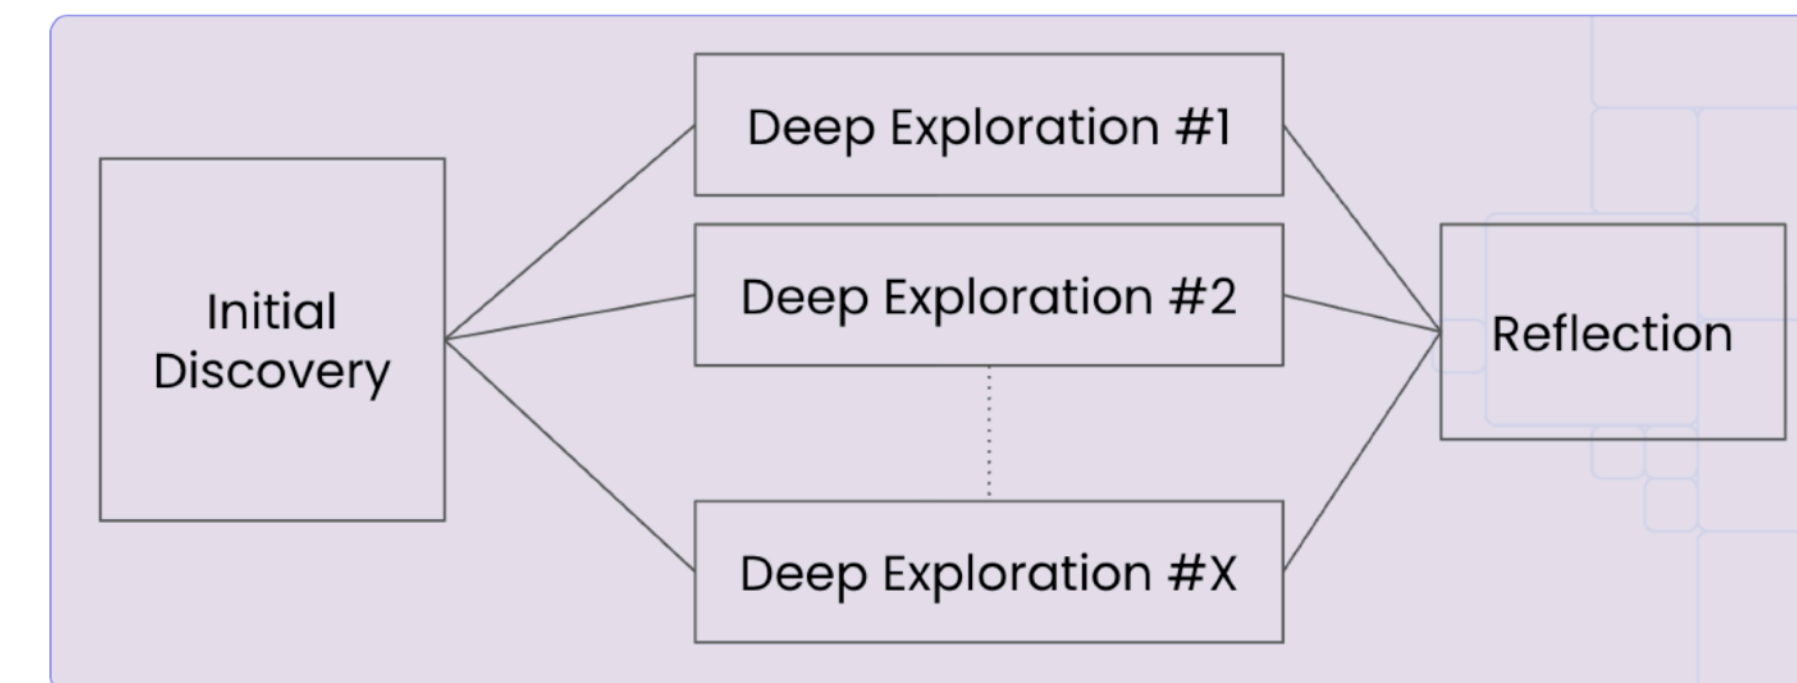 Deep Exploration #1
Initial
Discovery
Deep Exploration #2
Reflection
Deep Exploration #X